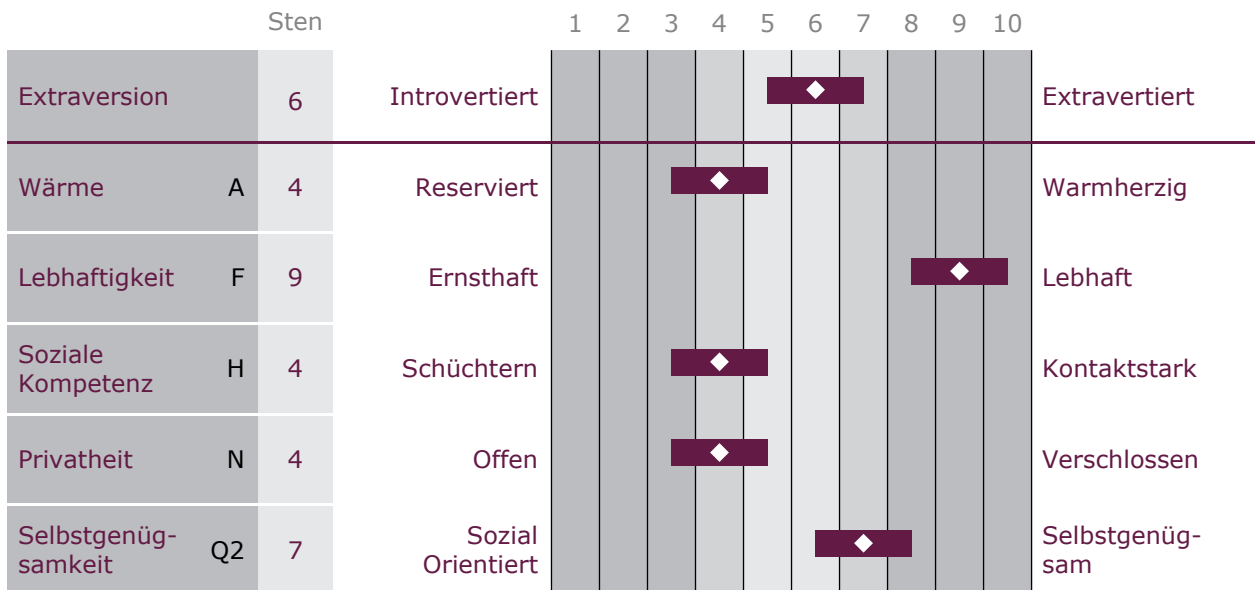 Sten 1 2 3 4 5 6 7 8 9 10
Extraversion 6 Introvertiert Extravertiert
Wärme A 4 Reserviert Warmherzig
Lebhaftigkeit F 9 Ernsthaft Lebhaft
Soziale
Kompetenz H 4 Schüchtern Kontaktstark
Privatheit N 4 Offen Verschlossen
Selbstgenüg-
samkeit Q2 7 Sozial
Orientiert Selbstgenüg-
sam